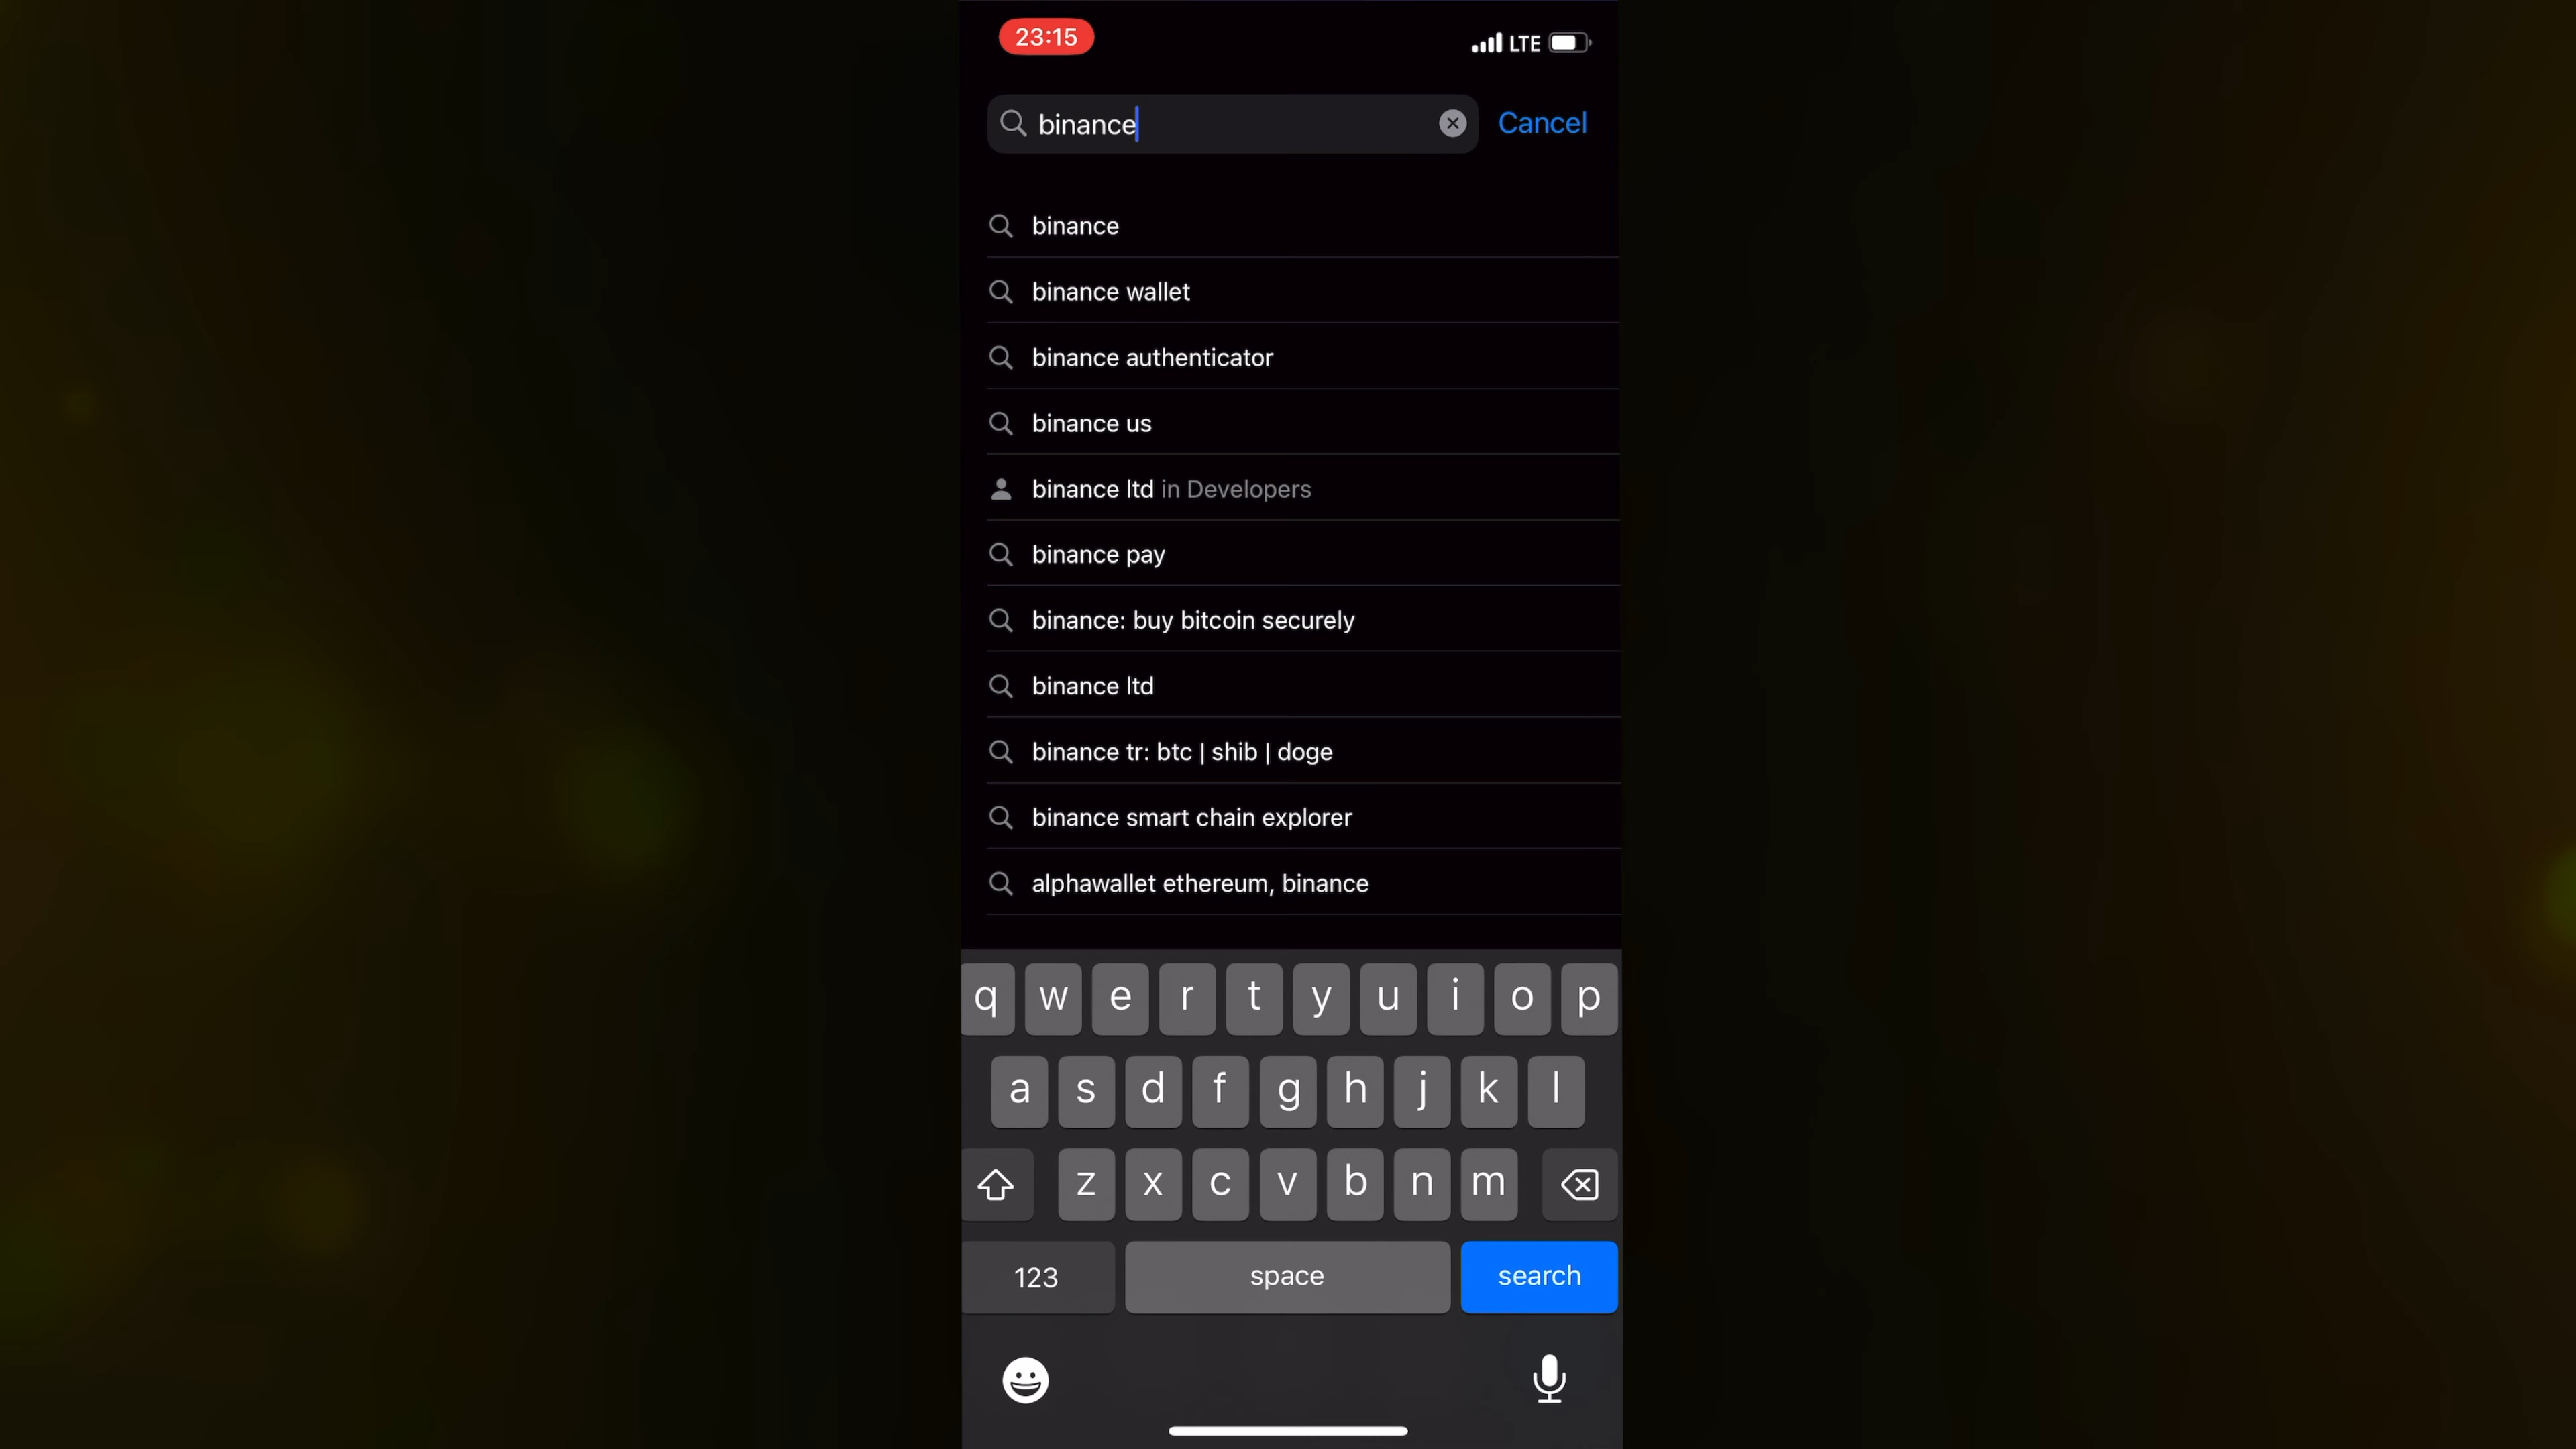 23:15
LTE
binance
Cancel
binance
binance wallet
binance authenticator
binance us
binance ltd in Developers
binance pay
binance: buy bitcoin securely
binance ltd
binance tr: btc | shib | doge
binance smart chain explorer
alphawallet ethereum, binance
q w e r t y u i o p
a s d f g h j k l
z x c v b n m
123 space search